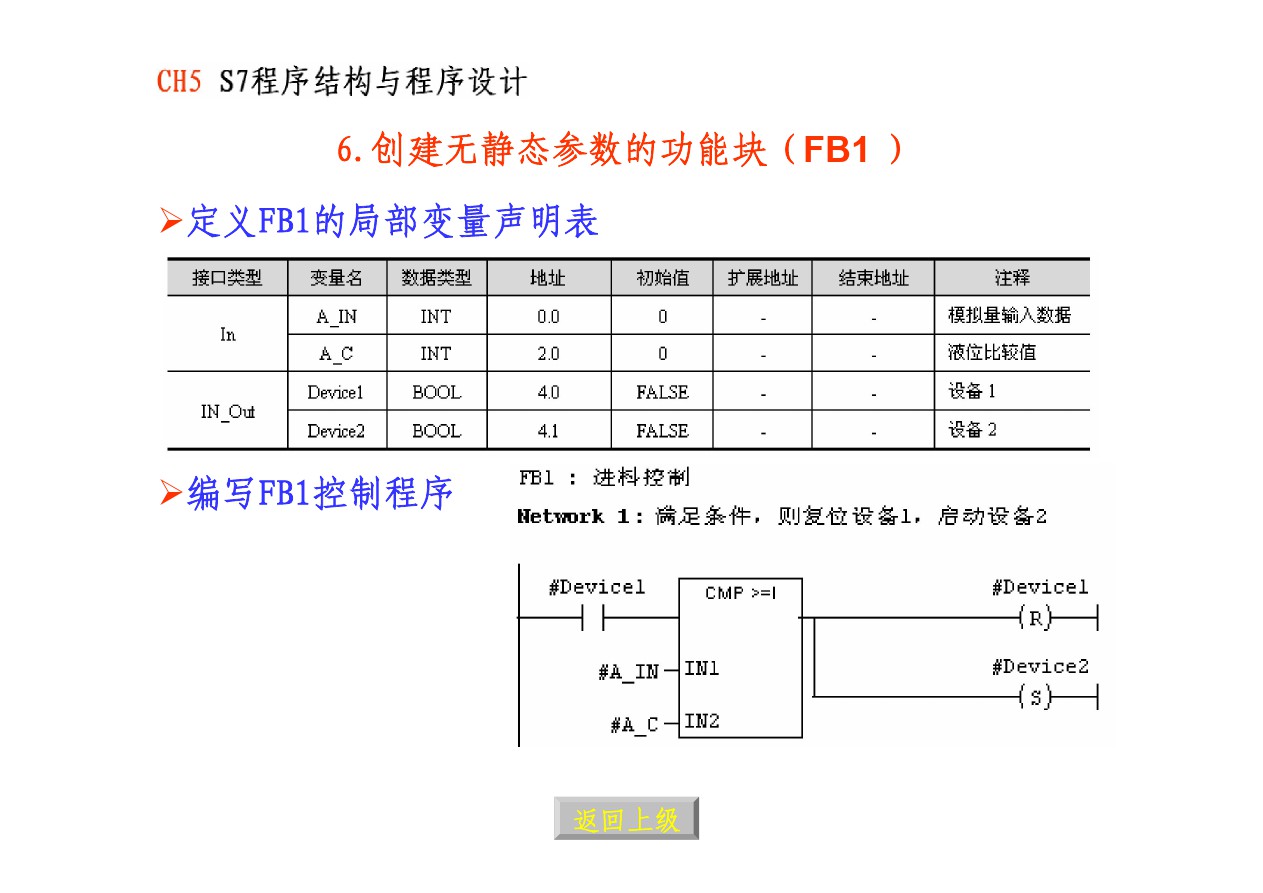 CH5 S7程序结构与程序设计
6.创建无静态参数的功能块（FB1 ）
➢定义FB1的局部变量声明表
接口类型 变量名 数据类型 地址 初始值 扩展地址 结束地址 注释
In A_IN INT 0.0 0 - - 模拟量输入数据
A_C INT 2.0 0 - - 液位比较值
IN_Out Device1 BOOL 4.0 FALSE - - 设备 1
Device2 BOOL 4.1 FALSE - - 设备 2
➢编写FB1控制程序
FB1 : 进料控制
Network 1: 满足条件，则复位设备1，启动设备2
#Device1 CMP >=I #Device1
(R)
#A_IN IN1 #Device2
(S)
#A_C IN2
返回上级